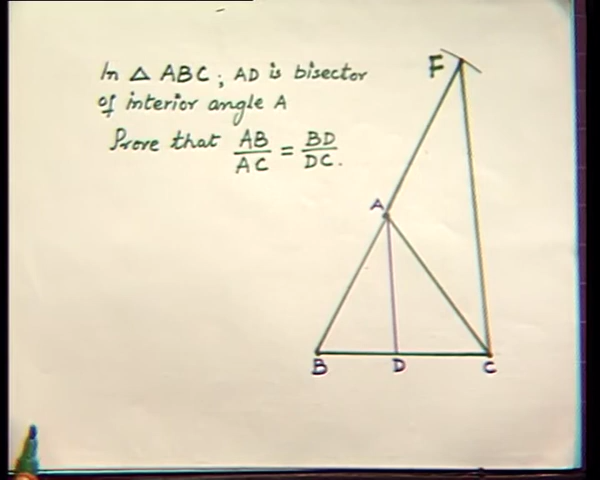 In △ ABC; AD is bisector
of interior angle A
Prove that AB/AC = BD/DC.
F
A
B
D
C